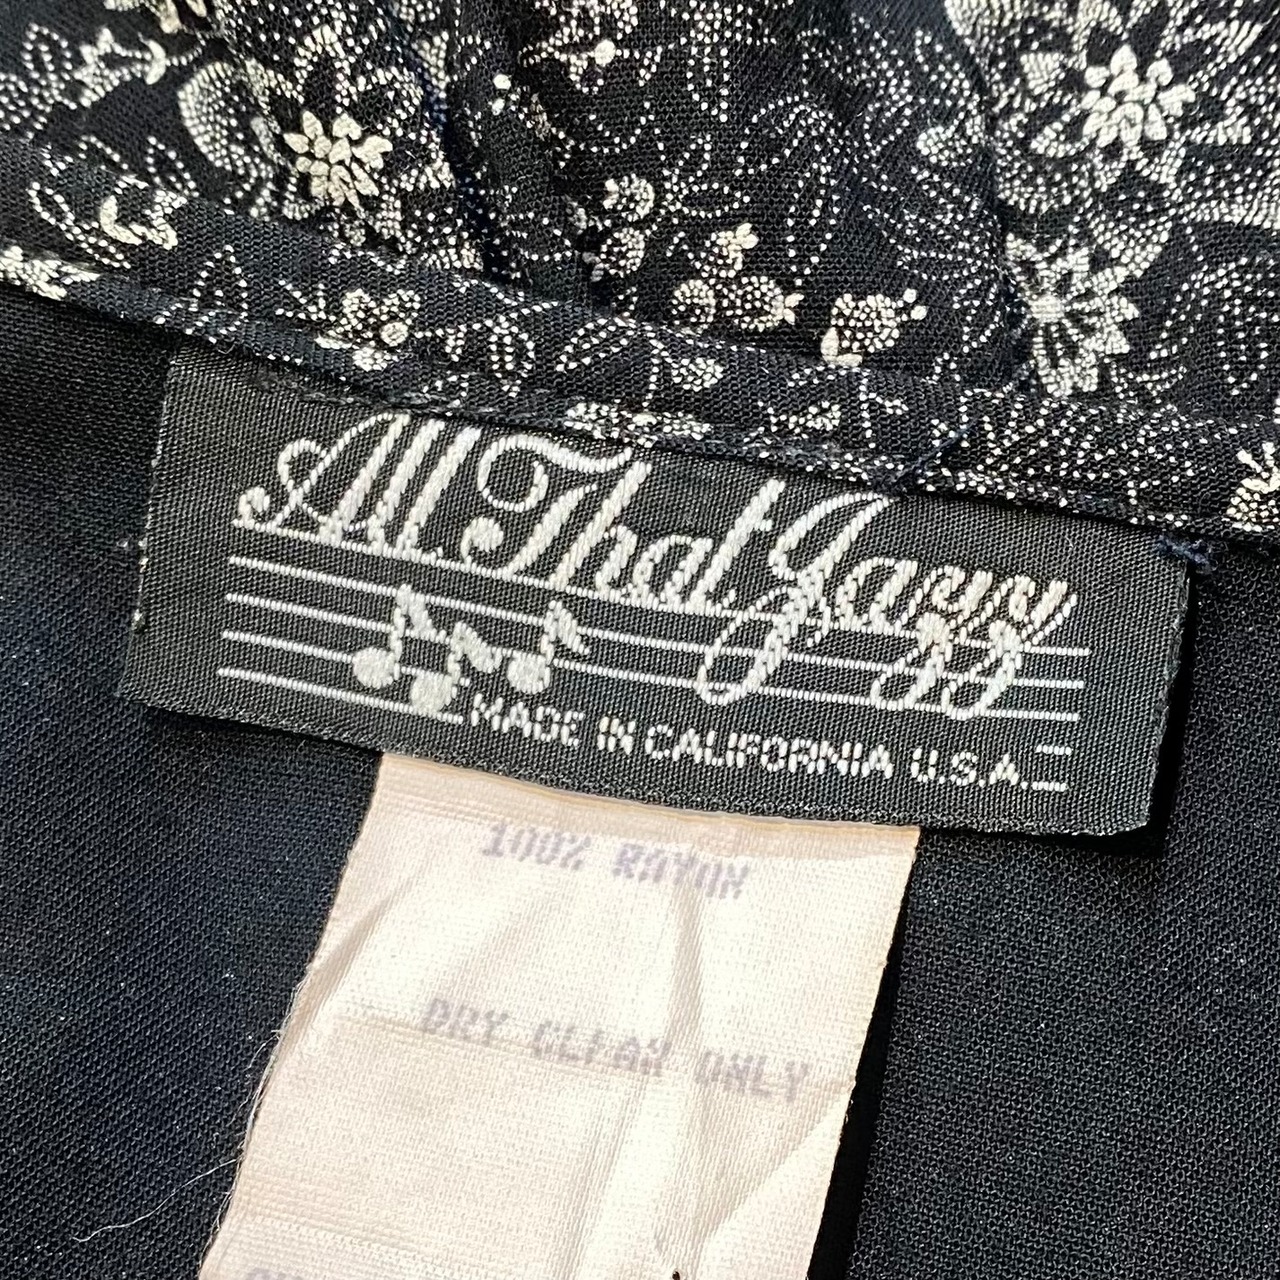 All That Jazz
MADE IN CALIFORNIA U.S.A.
100% RAYON
DRY CLEAN ONLY